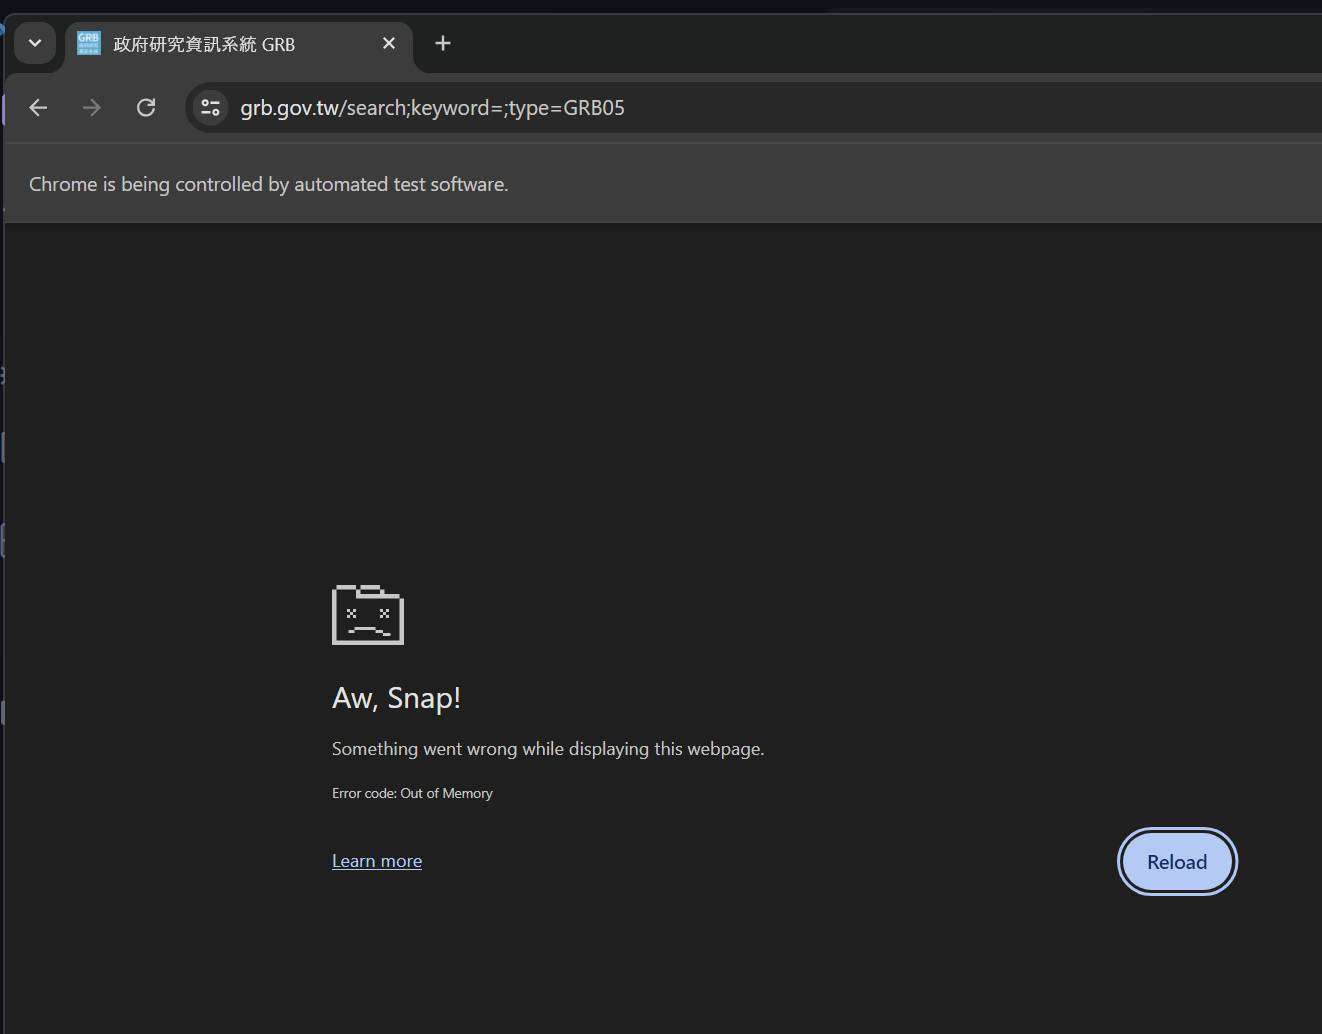 政府研究資訊系統 GRB
grb.gov.tw/search;keyword=;type=GRB05
Chrome is being controlled by automated test software.
Aw, Snap!
Something went wrong while displaying this webpage.
Error code: Out of Memory
Learn more
Reload